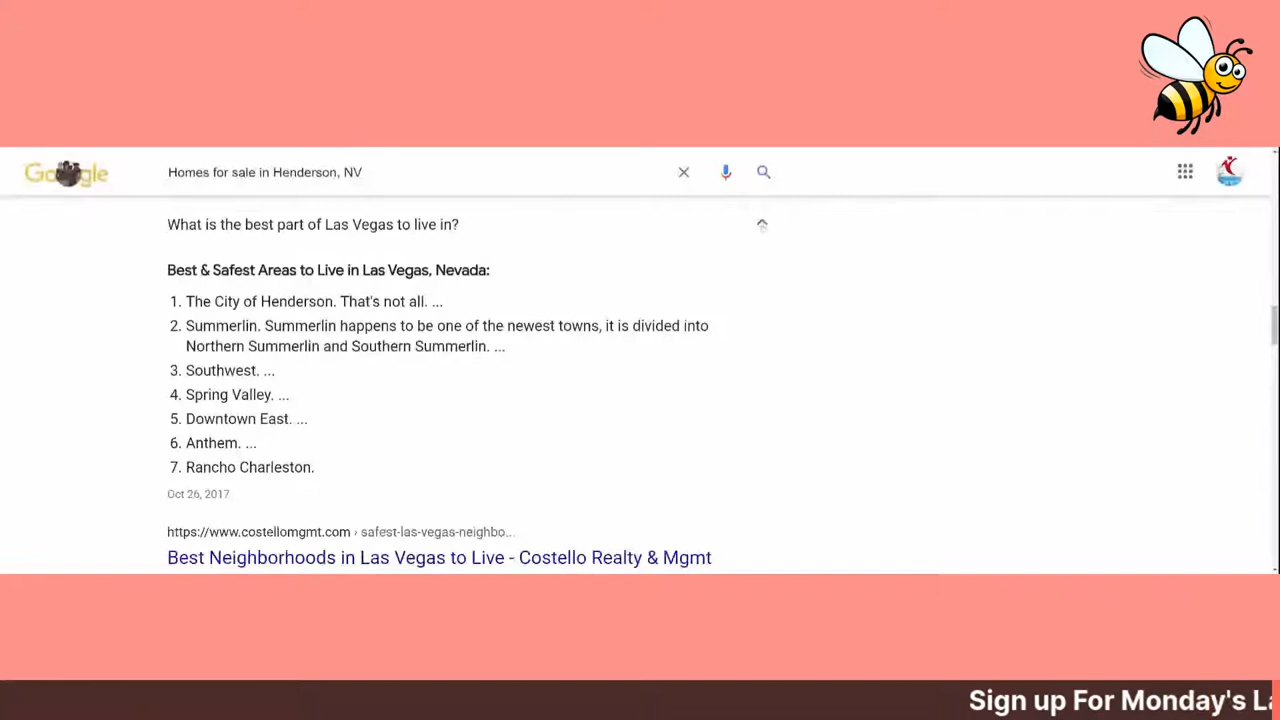 Google
Homes for sale in Henderson, NV
What is the best part of Las Vegas to live in?
Best & Safest Areas to Live in Las Vegas, Nevada:
1. The City of Henderson. That's not all. ...
2. Summerlin. Summerlin happens to be one of the newest towns, it is divided into
Northern Summerlin and Southern Summerlin. ...
3. Southwest. ...
4. Spring Valley. ...
5. Downtown East. ...
6. Anthem. ...
7. Rancho Charleston.
Oct 26, 2017
https://www.costellomgmt.com › safest-las-vegas-neighbo...
Best Neighborhoods in Las Vegas to Live - Costello Realty & Mgmt
Sign up For Monday's